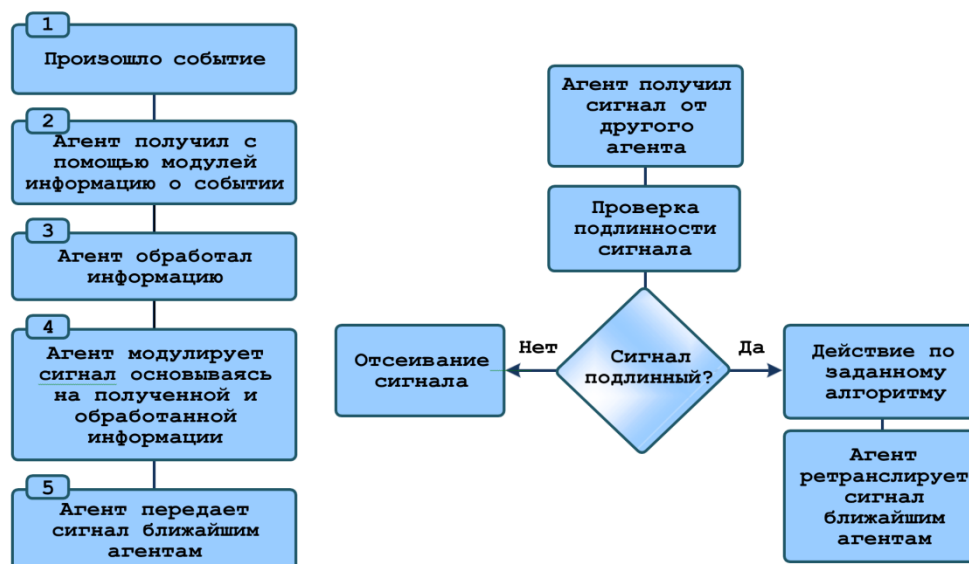 1
Произошло событие
2
Агент получил с
помощью модулей
информацию о событии
3
Агент обработал
информацию
4
Агент модулирует
сигнал основываясь
на полученной и
обработанной
информации
5
Агент передает
сигнал ближайшим
агентам
Агент получил
сигнал от
другого
агента
Проверка
подлинности
сигнала
Сигнал
подлинный?
Нет
Отсеивание
сигнала
Да
Действие по
заданному
алгоритму
Агент
ретранслирует
сигнал
ближайшим
агентам